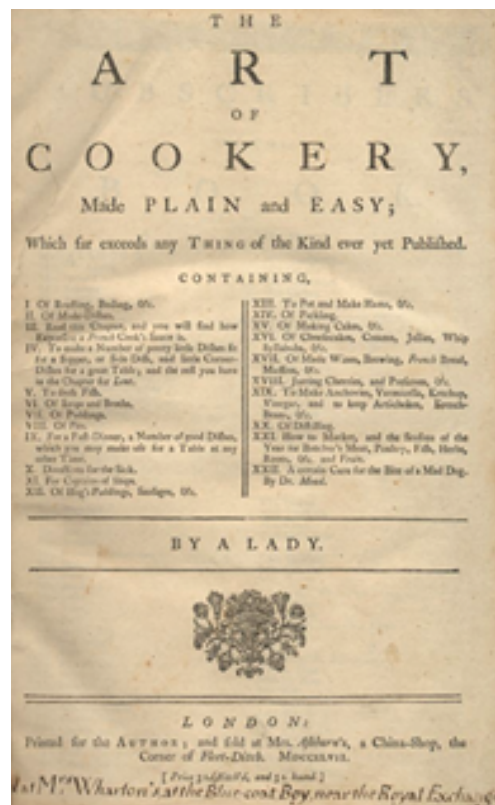 THE
ART
OF
COOKERY,
Made PLAIN and EASY;
Which far exceeds any THING of the Kind ever yet Published.
CONTAINING,
I. Of Roasting, Boiling, &c.
II. Of Made-Dishes.
III. Read this Chapter, and you will find how
Expensive a French Cook's Sauce is.
IV. To make a Number of pretty little Dishes fit
for a Supper, or Side-Dish, and little Corner-
Dishes for a great Table; and the rest you have
in the Chapter for Lent.
V. To dress Fish.
VI. Of Soops and Broths.
VII. Of Puddings.
VIII. Of Pies.
IX. For a Fast-Dinner, a Number of good Dishes,
which you may make use for a Table at any
other Time.
X. Directions for the Sick.
XI. For Captains of Ships.
XII. Of Hog's Puddings, Sausages, &c.
XIII. To Pot and Make Hams, &c.
XIV. Of Pickling.
XV. Of Making Cakes, &c.
XVI. Of Cheesecakes, Creams, Jellies, Whip
Syllabubs, &c.
XVII. Of Made Wines, Brewing, French Bread,
Muffins, &c.
XVIII. Jarring Cherries, and Preserves, &c.
XIX. To Make Anchovies, Vermicella, Ketchup,
Vinegar, and to keep Artichokes, French-
Beans, &c.
XX. Of Distilling.
XXI. How to Market, and the Seasons of the
Year for Butcher's Meat, Poultry, Fish, Herbs,
Roots, &c. and Fruit.
XXII. A certain Cure for the Bite of a Mad Dog.
By Dr. Mead.
BY A LADY.
LONDON:
Printed for the AUTHOR; and sold at Mrs. Ashburn's, a China-Shop, the
Corner of Fleet-Ditch. MDCCXLVII.
[Price 3 s. stitch'd, and 5 s. bound.]
at Mrs Wharton's at the Blue-coat Boy, near the Royal Exchange